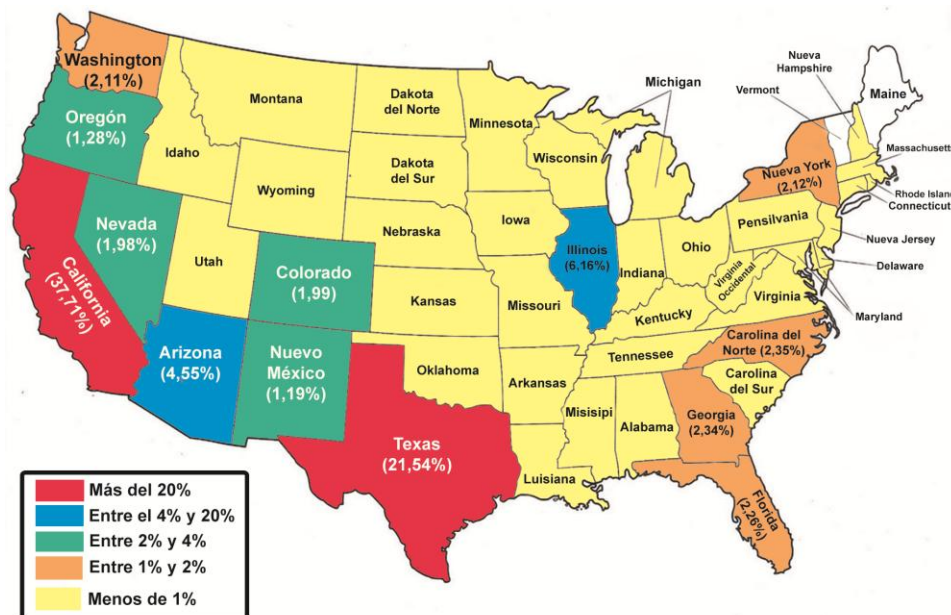 Washington
(2,11%)
Oregón
(1,28%)
California
(37,71%)
Nevada
(1,98%)
Idaho
Montana
Wyoming
Utah
Colorado
(1,99)
Arizona
(4,55%)
Nuevo
México
(1,19%)
Dakota
del Norte
Dakota
del Sur
Nebraska
Kansas
Oklahoma
Texas
(21,54%)
Minnesota
Iowa
Missouri
Arkansas
Luisiana
Wisconsin
Illinois
(6,16%)
Michigan
Indiana
Ohio
Kentucky
Tennessee
Misisipi
Alabama
Georgia
(2,34%)
Florida
(2,26%)
Carolina
del Sur
Carolina del
Norte (2,35%)
Virginia
Virginia
Occidental
Pensilvania
Nueva York
(2,12%)
Vermont
Nueva
Hampshire
Maine
Massachusett
Rhode Island
Connecticut
Nueva Jersey
Delaware
Maryland
Más del 20%
Entre el 4% y 20%
Entre 2% y 4%
Entre 1% y 2%
Menos de 1%